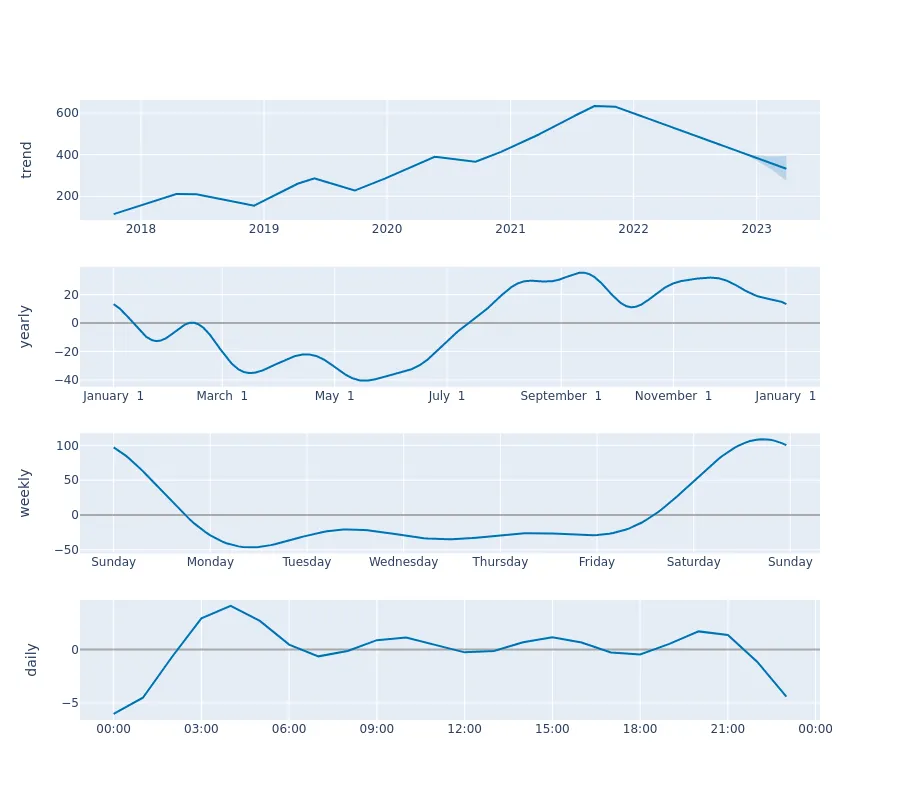 trend
600
400
200
2018 2019 2020 2021 2022 2023
yearly
20
0
−20
−40
January 1 March 1 May 1 July 1 September 1 November 1 January 1
weekly
100
50
0
−50
Sunday Monday Tuesday Wednesday Thursday Friday Saturday Sunday
daily
0
−5
00:00 03:00 06:00 09:00 12:00 15:00 18:00 21:00 00:00